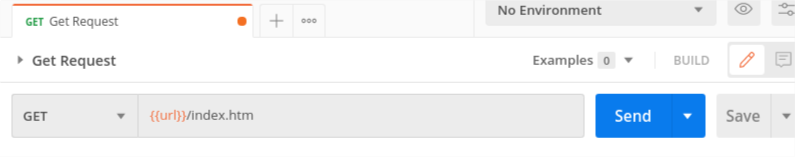 GET Get Request
No Environment
Get Request
Examples 0
BUILD
GET
{{url}}/index.htm
Send
Save